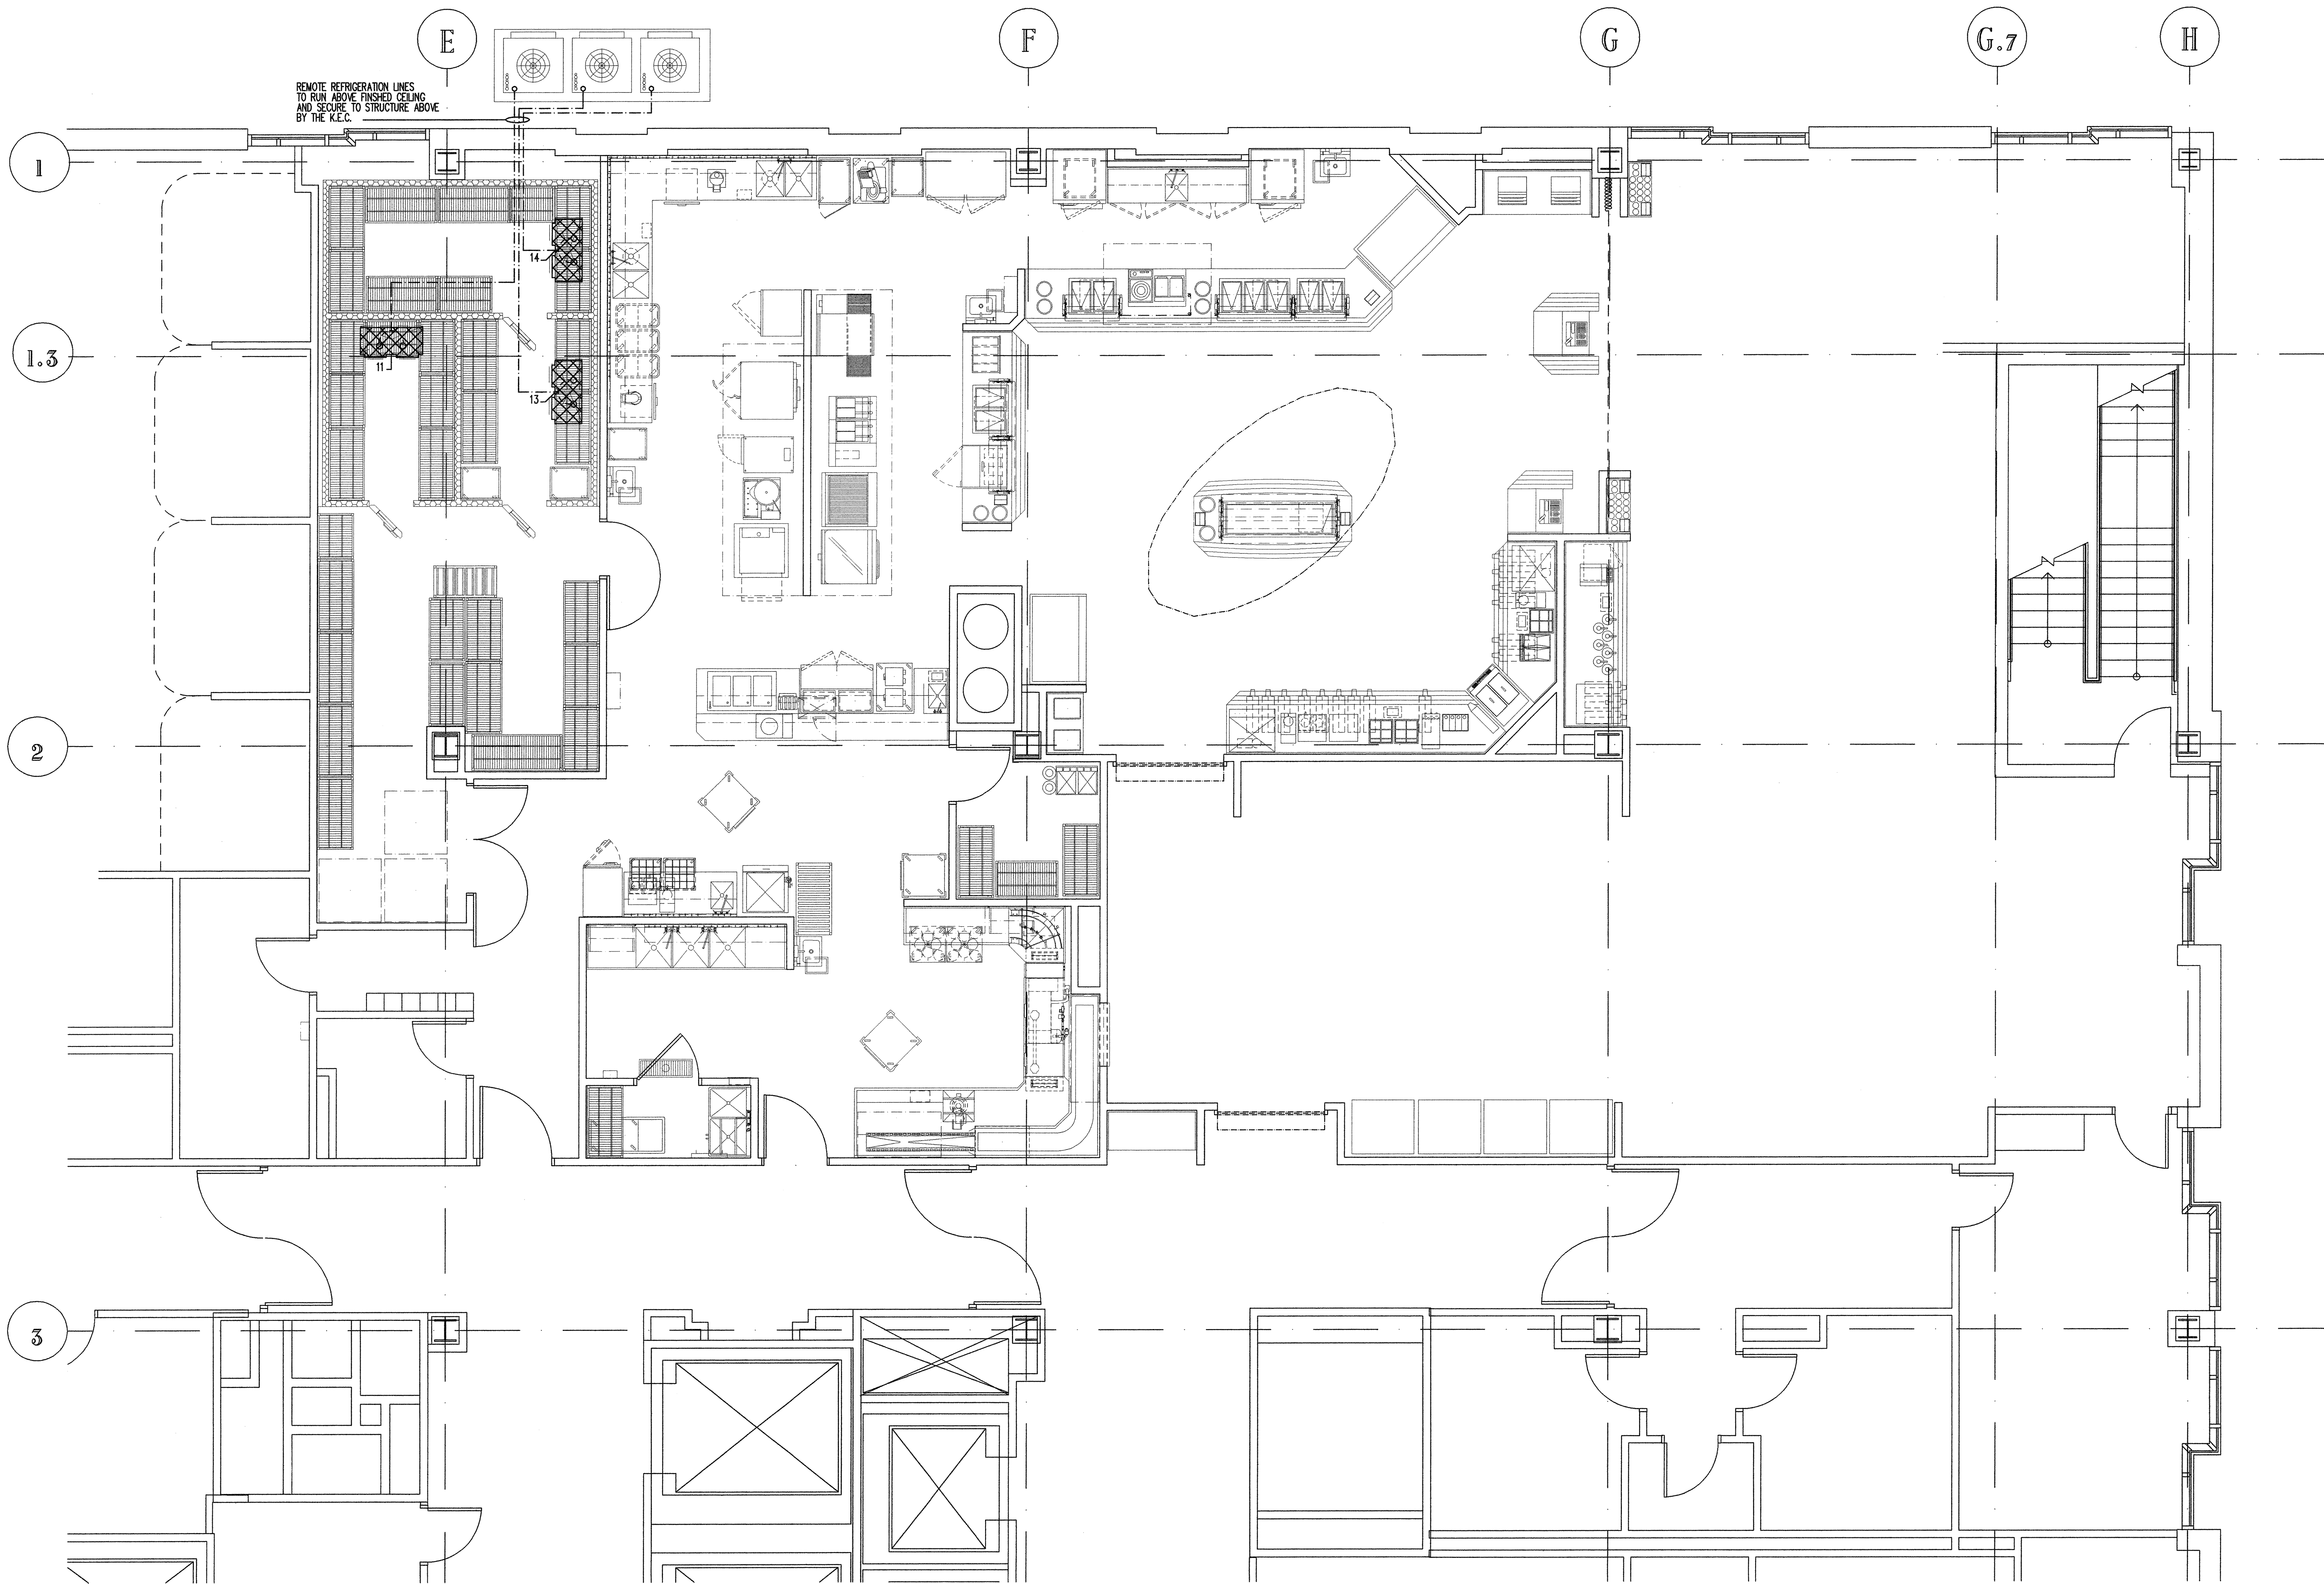 E
F
G
G.7
H
REMOTE REFRIGERATION LINES
TO RUN ABOVE FINSHED CEILING
AND SECURE TO STRUCTURE ABOVE
BY THE K.E.C.
1
14
1.3
11
13
2
3